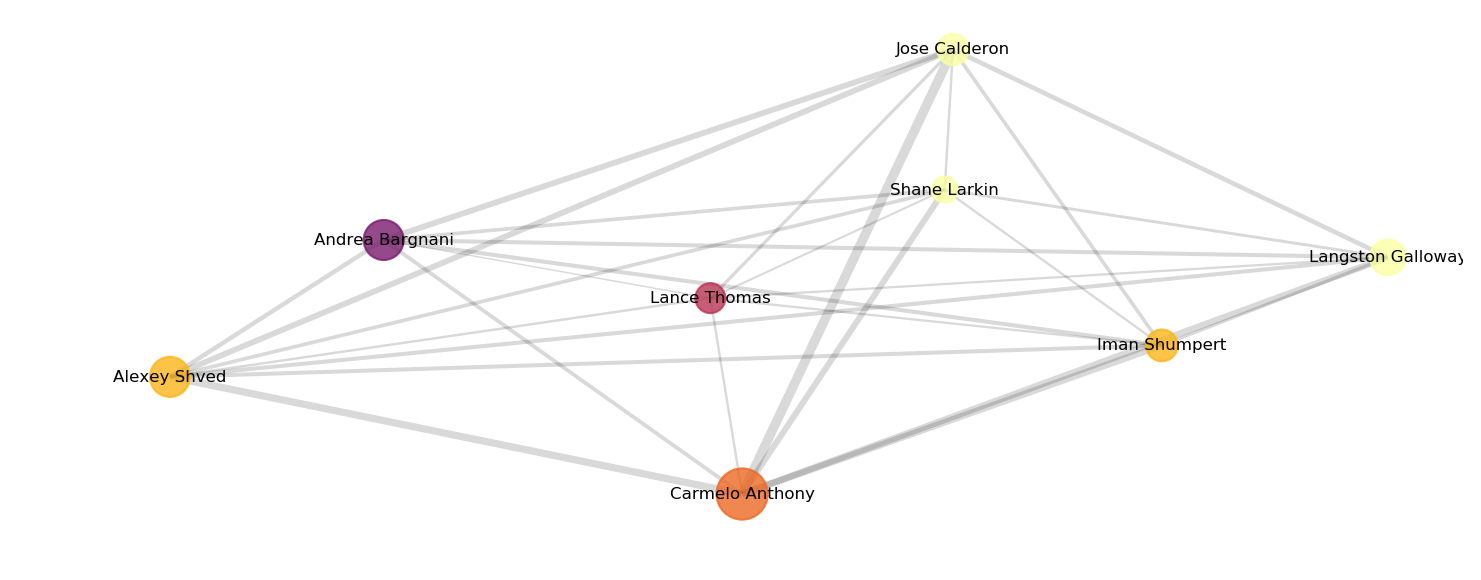 Jose Calderon
Shane Larkin
Andrea Bargnani
Langston Galloway
Lance Thomas
Iman Shumpert
Alexey Shved
Carmelo Anthony